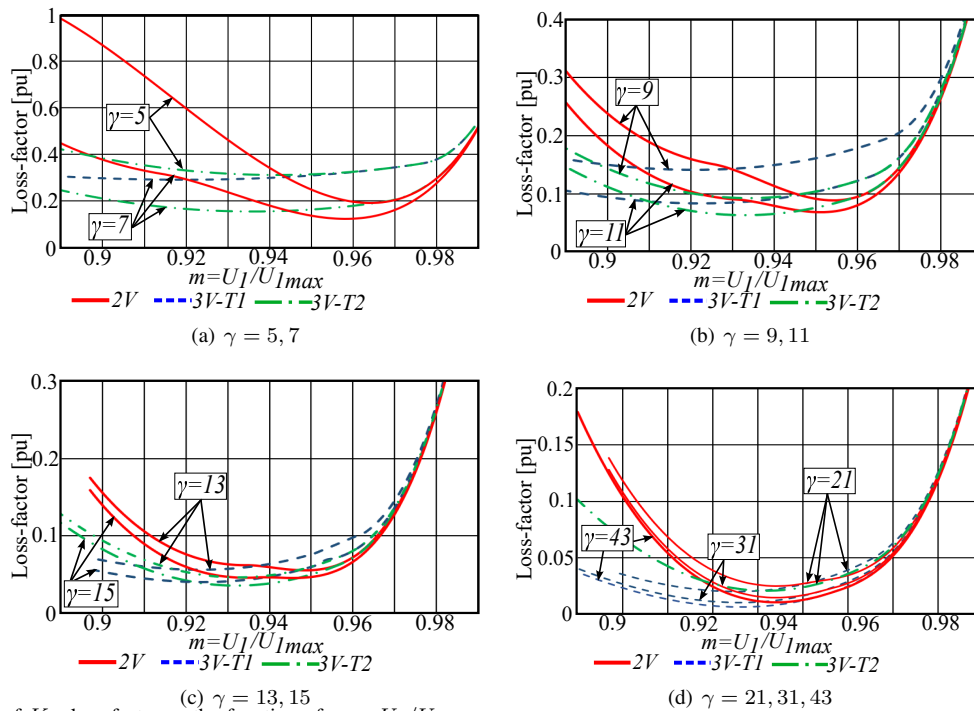 1
0.8
0.6
0.4
0.2
0
Loss-factor [pu]
γ=5
γ=7
0.9 0.92 0.94 0.96 0.98
m=U1/U1max
2V 3V-T1 3V-T2
(a) γ = 5, 7
0.4
0.3
0.2
0.1
0
Loss-factor [pu]
γ=9
γ=11
0.9 0.92 0.94 0.96 0.98
m=U1/U1max
2V 3V-T1 3V-T2
(b) γ = 9, 11
0.3
0.2
0.1
0
Loss-factor [pu]
γ=13
γ=15
0.9 0.92 0.94 0.96 0.98
m=U1/U1max
2V 3V-T1 3V-T2
(c) γ = 13, 15
0.2
0.15
0.1
0.05
0
Loss-factor [pu]
γ=21
γ=43
γ=31
0.9 0.92 0.94 0.96 0.98
m=U1/U1max
2V 3V-T1 3V-T2
(d) γ = 21, 31, 43